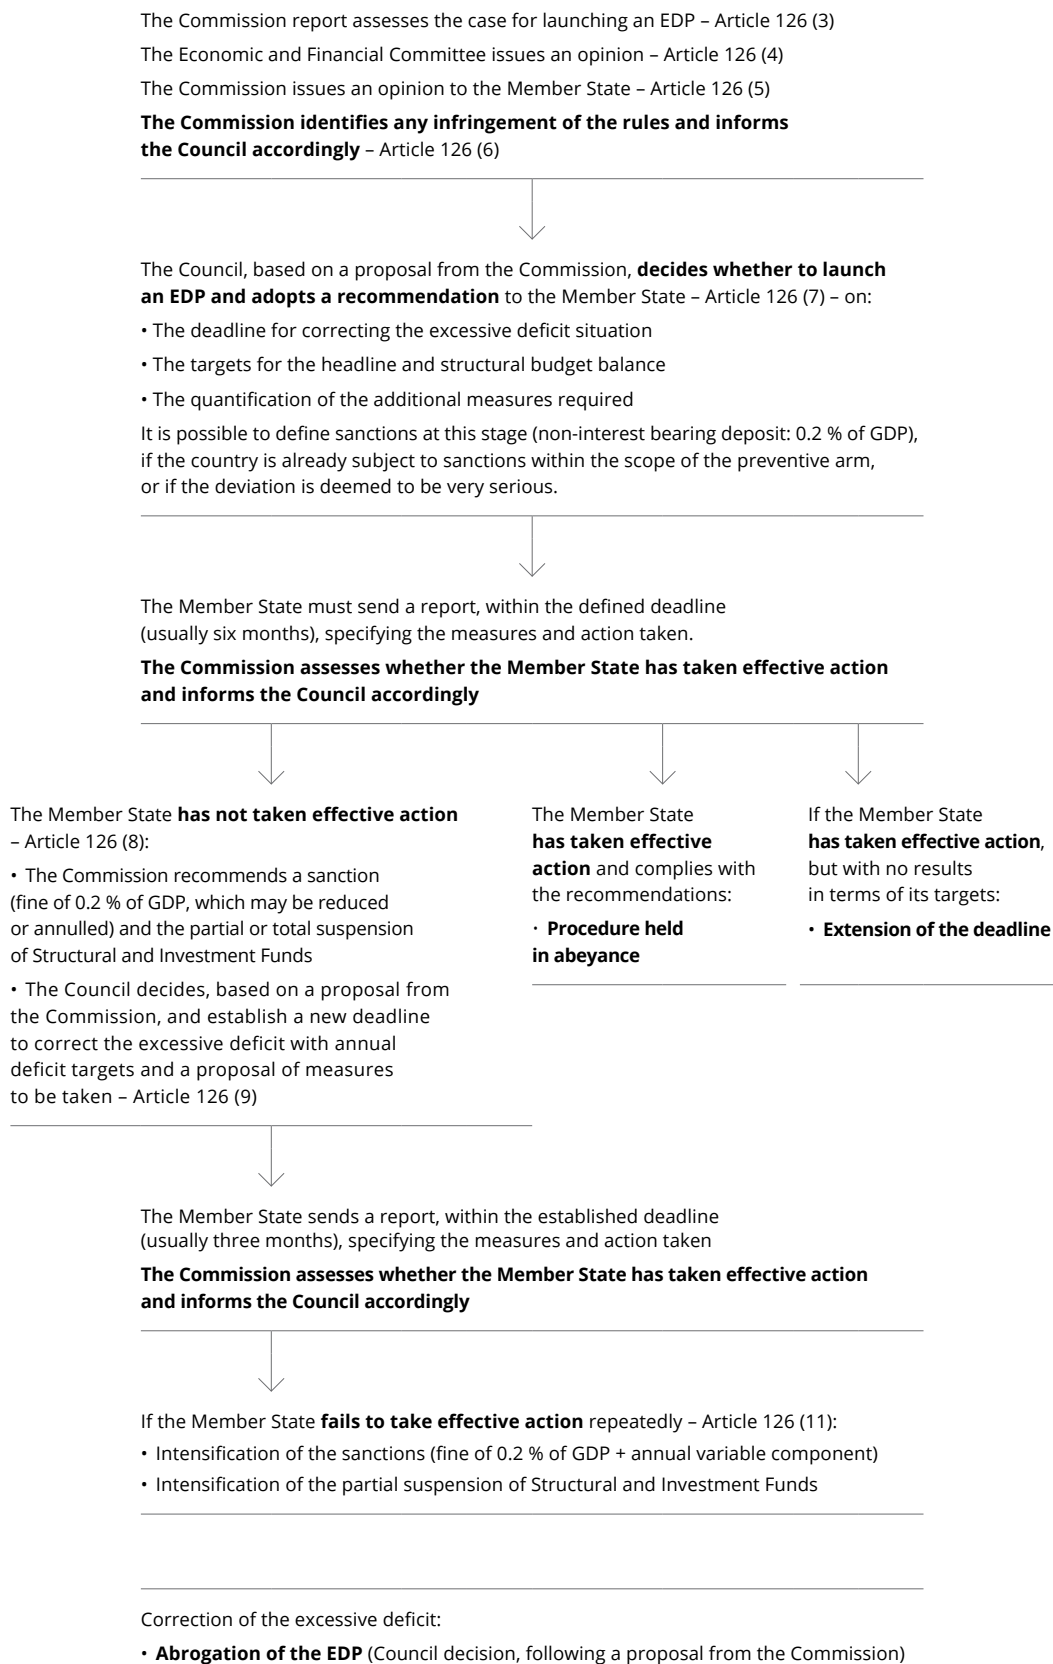 The Commission report assesses the case for launching an EDP – Article 126 (3)
The Economic and Financial Committee issues an opinion – Article 126 (4)
The Commission issues an opinion to the Member State – Article 126 (5)
The Commission identifies any infringement of the rules and informs
the Council accordingly – Article 126 (6)
The Council, based on a proposal from the Commission, decides whether to launch
an EDP and adopts a recommendation to the Member State – Article 126 (7) – on:
• The deadline for correcting the excessive deficit situation
• The targets for the headline and structural budget balance
• The quantification of the additional measures required
It is possible to define sanctions at this stage (non-interest bearing deposit: 0.2 % of GDP),
if the country is already subject to sanctions within the scope of the preventive arm,
or if the deviation is deemed to be very serious.
The Member State must send a report, within the defined deadline
(usually six months), specifying the measures and action taken.
The Commission assesses whether the Member State has taken effective action
and informs the Council accordingly
The Member State has not taken effective action
– Article 126 (8):
• The Commission recommends a sanction
(fine of 0.2 % of GDP, which may be reduced
or annulled) and the partial or total suspension
of Structural and Investment Funds
• The Council decides, based on a proposal from
the Commission, and establish a new deadline
to correct the excessive deficit with annual
deficit targets and a proposal of measures
to be taken – Article 126 (9)
The Member State
has taken effective
action and complies with
the recommendations:
· Procedure held
in abeyance
If the Member State
has taken effective action,
but with no results
in terms of its targets:
• Extension of the deadline
The Member State sends a report, within the established deadline
(usually three months), specifying the measures and action taken
The Commission assesses whether the Member State has taken effective action
and informs the Council accordingly
If the Member State fails to take effective action repeatedly – Article 126 (11):
• Intensification of the sanctions (fine of 0.2 % of GDP + annual variable component)
• Intensification of the partial suspension of Structural and Investment Funds
Correction of the excessive deficit:
• Abrogation of the EDP (Council decision, following a proposal from the Commission)